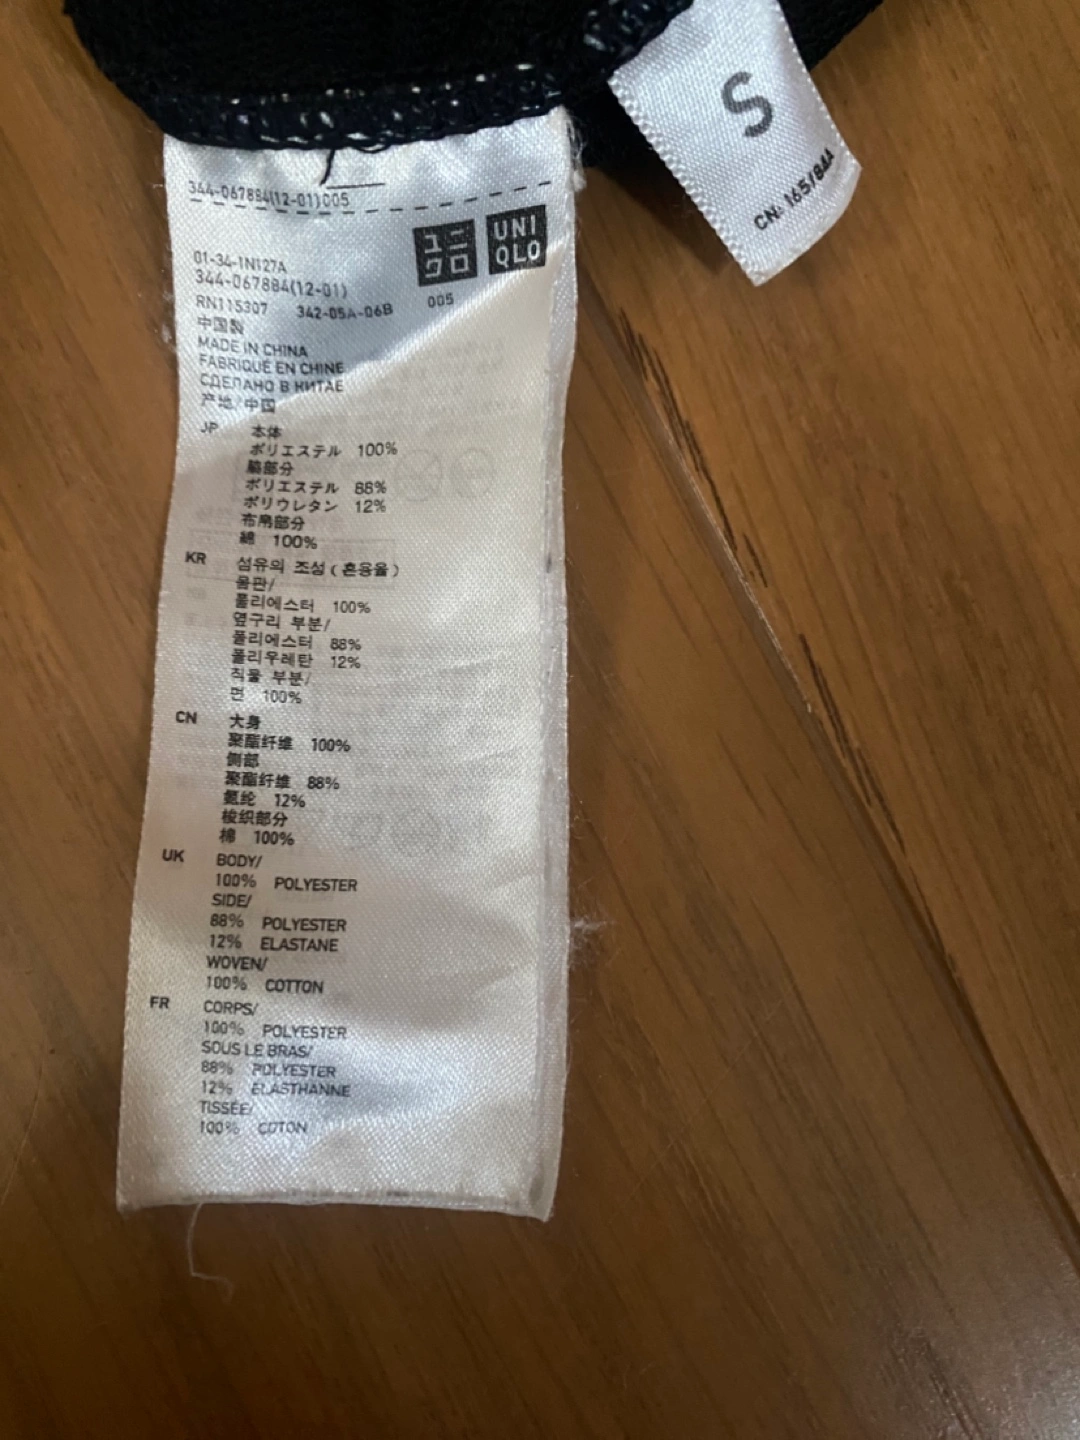 S
CN: 165/84A
344-067884(12-01)005
ユニ
クロ
UNI
QLO
01-34-1N127A
344-067884(12-01)
RN115307 342-05A-06B 005
中国製
MADE IN CHINA
FABRIQUÉ EN CHINE
СДЕЛАНО В КИТАЕ
产地/中国
JP 本体
ポリエステル 100%
脇部分
ポリエステル 88%
ポリウレタン 12%
布帛部分
綿 100%
KR 섬유의 조성(혼용율)
몸판/
폴리에스터 100%
옆구리 부분/
폴리에스터 88%
폴리우레탄 12%
직물 부분/
면 100%
CN 大身
聚酯纤维 100%
侧部
聚酯纤维 88%
氨纶 12%
梭织部分
棉 100%
UK BODY/
100% POLYESTER
SIDE/
88% POLYESTER
12% ELASTANE
WOVEN/
100% COTTON
FR CORPS/
100% POLYESTER
SOUS LE BRAS/
88% POLYESTER
12% ELASTHANNE
TISSÉE/
100% COTON